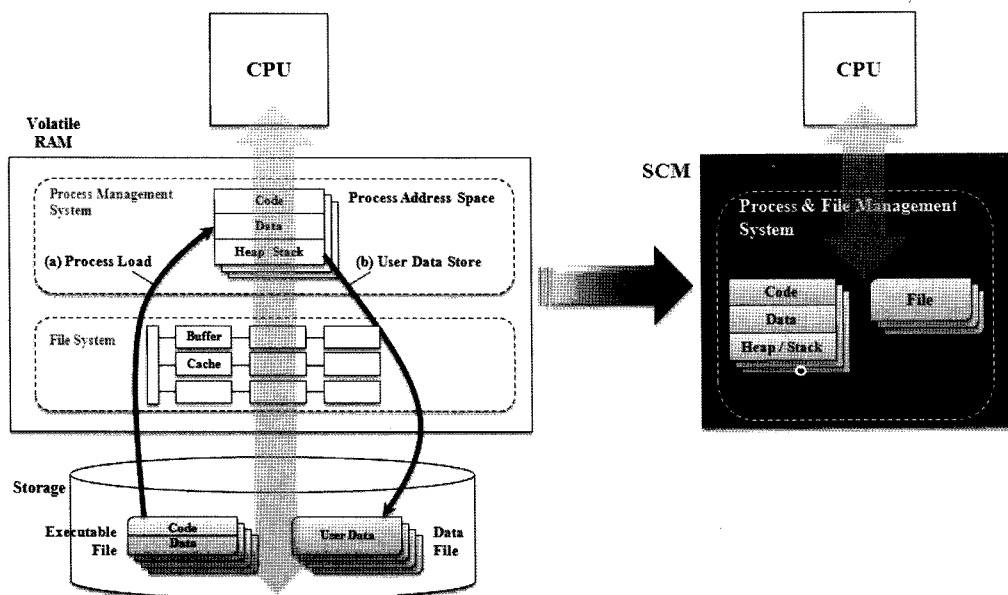 CPU
Volatile
RAM
Process Management
System
Code
Data
Heap / Stack
Process Address Space
(a) Process Load
(b) User Data Store
File System
Buffer
Cache
Storage
Executable
File
Code
Data
User Data
Data
File
CPU
SCM
Process & File Management
System
Code
Data
Heap / Stack
File